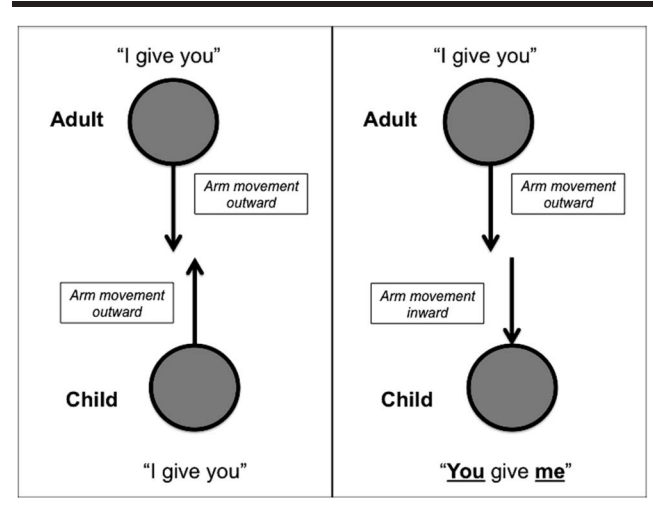 “I give you”
Adult
Arm movement
outward
Arm movement
outward
Child
“I give you”
“I give you”
Adult
Arm movement
outward
Arm movement
inward
Child
“You give me”